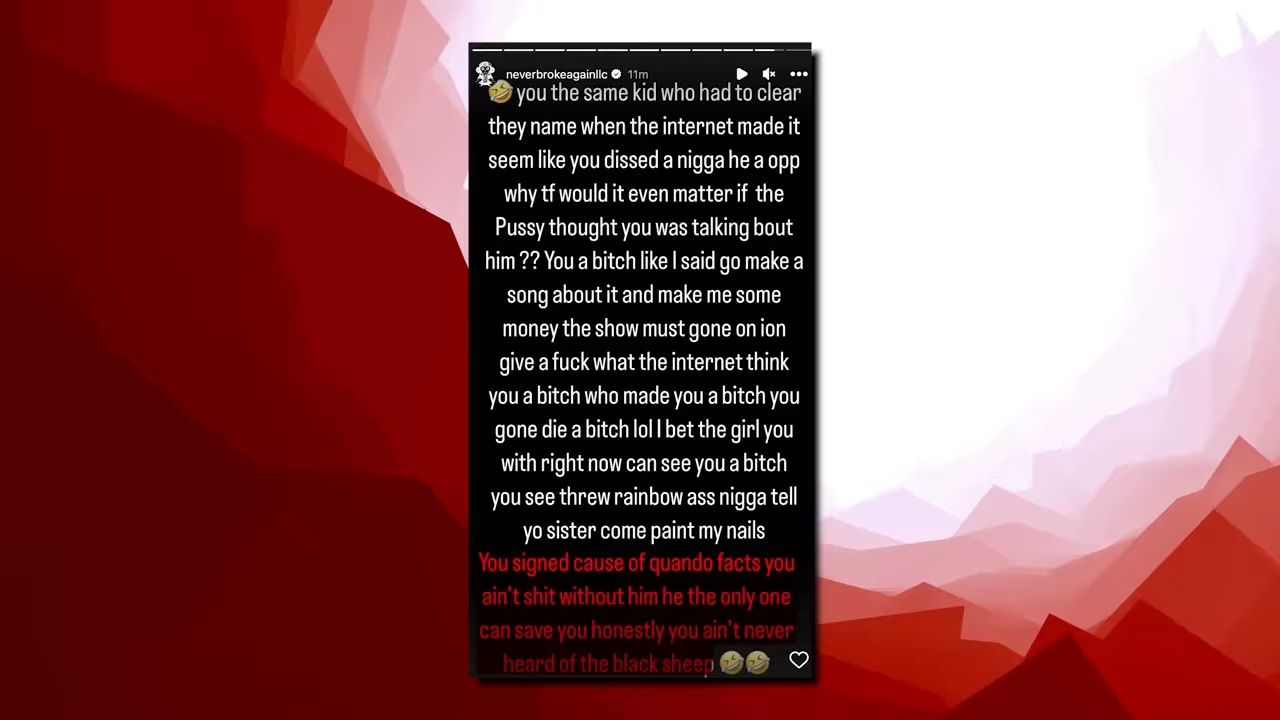 neverbrokeagainllc 11m
🤣 you the same kid who had to clear
they name when the internet made it
seem like you dissed a nigga he a opp
why tf would it even matter if the
Pussy thought you was talking bout
him ?? You a bitch like I said go make a
song about it and make me some
money the show must gone on ion
give a fuck what the internet think
you a bitch who made you a bitch you
gone die a bitch lol I bet the girl you
with right now can see you a bitch
you see threw rainbow ass nigga tell
yo sister come paint my nails
You signed cause of quando facts you
ain't shit without him he the only one
can save you honestly you ain't never
heard of the black sheep 🤣🤣